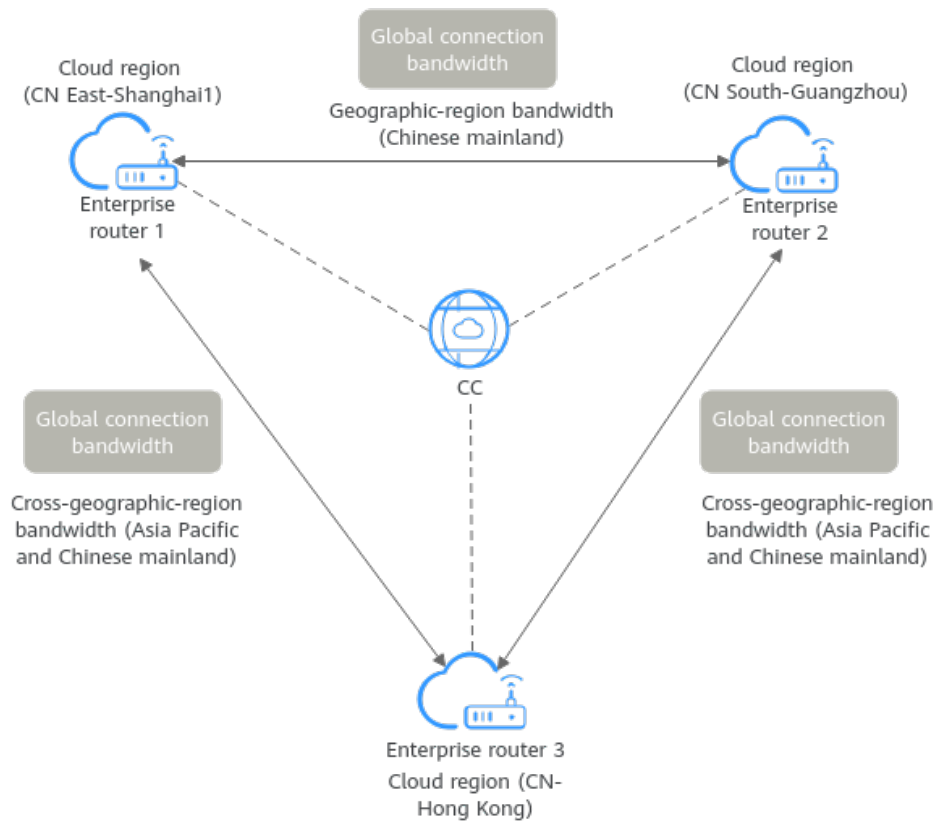 Global connection
bandwidth
Cloud region
(CN East-Shanghai1)
Cloud region
(CN South-Guangzhou)
Geographic-region bandwidth
(Chinese mainland)
Enterprise
router 1
Enterprise
router 2
CC
Global connection
bandwidth
Cross-geographic-region
bandwidth (Asia Pacific
and Chinese mainland)
Global connection
bandwidth
Cross-geographic-region
bandwidth (Asia Pacific
and Chinese mainland)
Enterprise router 3
Cloud region (CN-
Hong Kong)